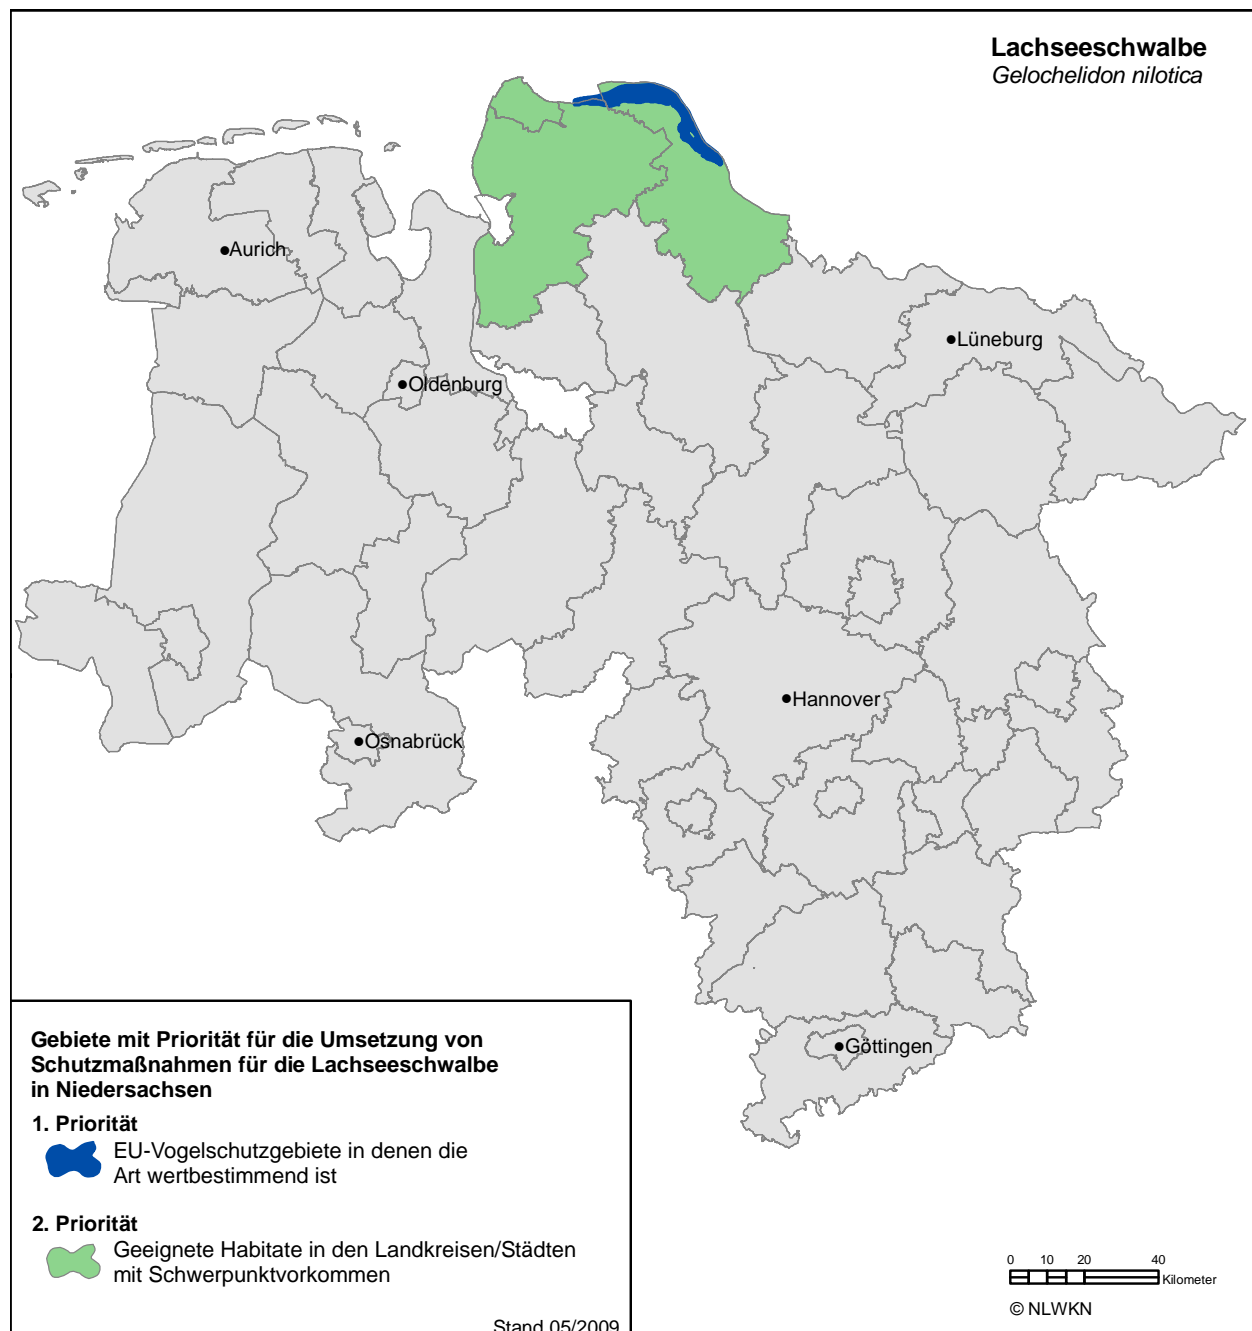 Lachseeschwalbe
Gelochelidon nilotica
Aurich
Lüneburg
Oldenburg
Hannover
Osnabrück
Göttingen
Gebiete mit Priorität für die Umsetzung von
Schutzmaßnahmen für die Lachseeschwalbe
in Niedersachsen
1. Priorität
EU-Vogelschutzgebiete in denen die
Art wertbestimmend ist
2. Priorität
Geeignete Habitate in den Landkreisen/Städten
mit Schwerpunktvorkommen
Stand 05/2009
0 10 20 40
Kilometer
© NLWKN